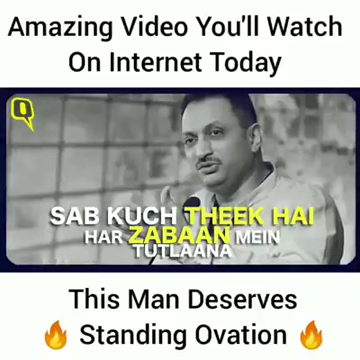 Amazing Video You'll Watch
On Internet Today
Q
SAB KUCH THEEK HAI
HAR ZABAAN MEIN
TUTLAANA
This Man Deserves
🔥 Standing Ovation 🔥